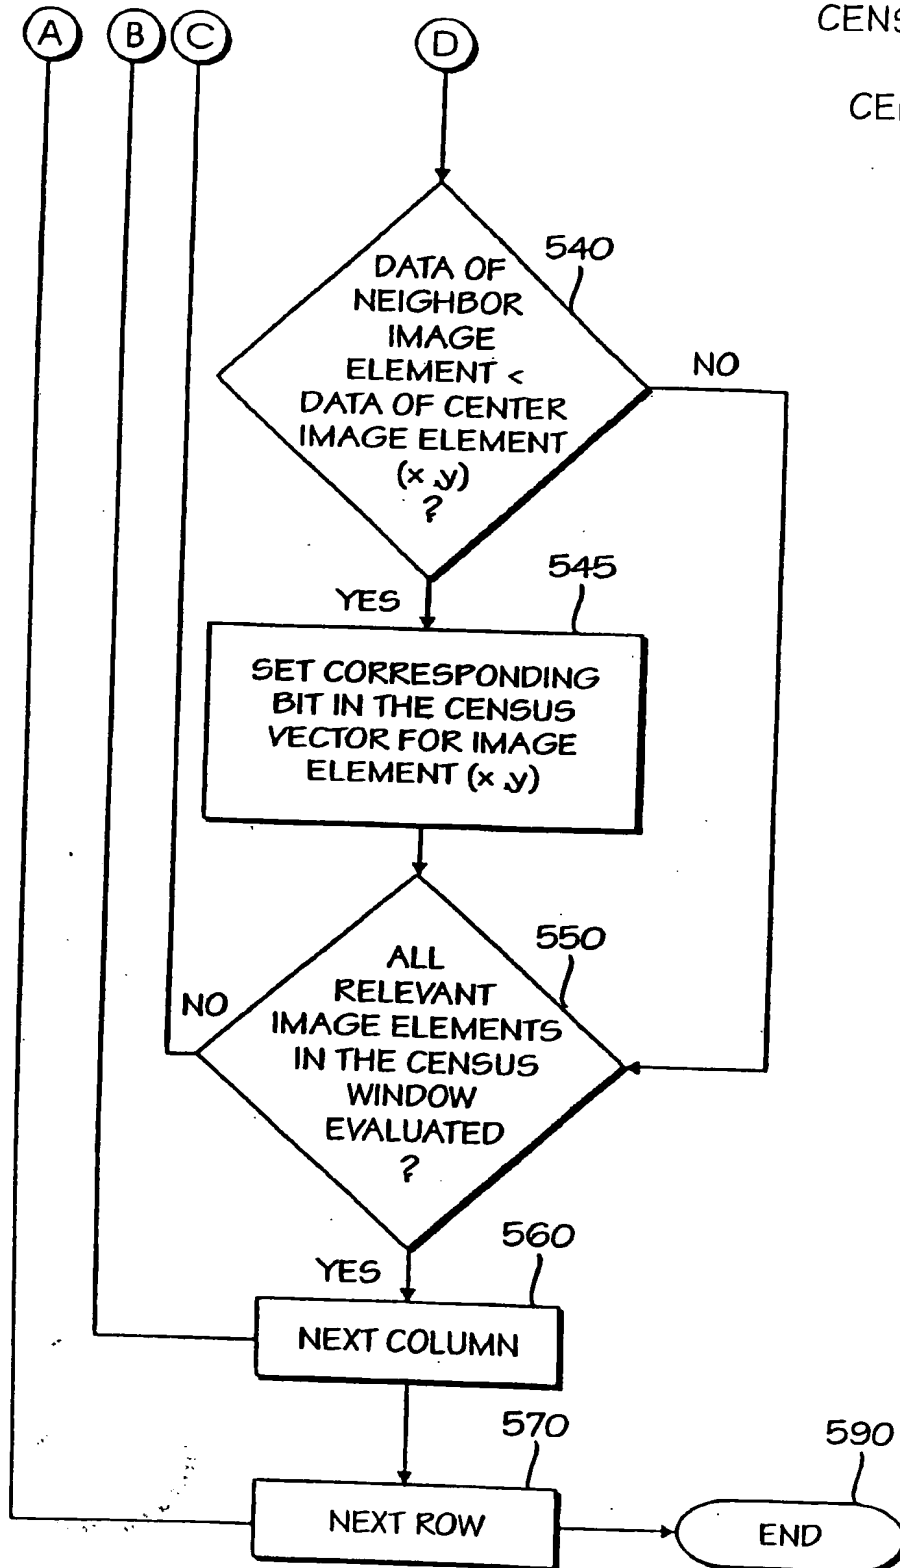 A B C D
CENS
CE
540
DATA OF
NEIGHBOR
IMAGE
ELEMENT <
DATA OF CENTER
IMAGE ELEMENT
(x ,y)
?
NO
YES
545
SET CORRESPONDING
BIT IN THE CENSUS
VECTOR FOR IMAGE
ELEMENT (x ,y)
550
ALL
RELEVANT
IMAGE ELEMENTS
IN THE CENSUS
WINDOW
EVALUATED
?
NO
YES
560
NEXT COLUMN
570
NEXT ROW
590
END